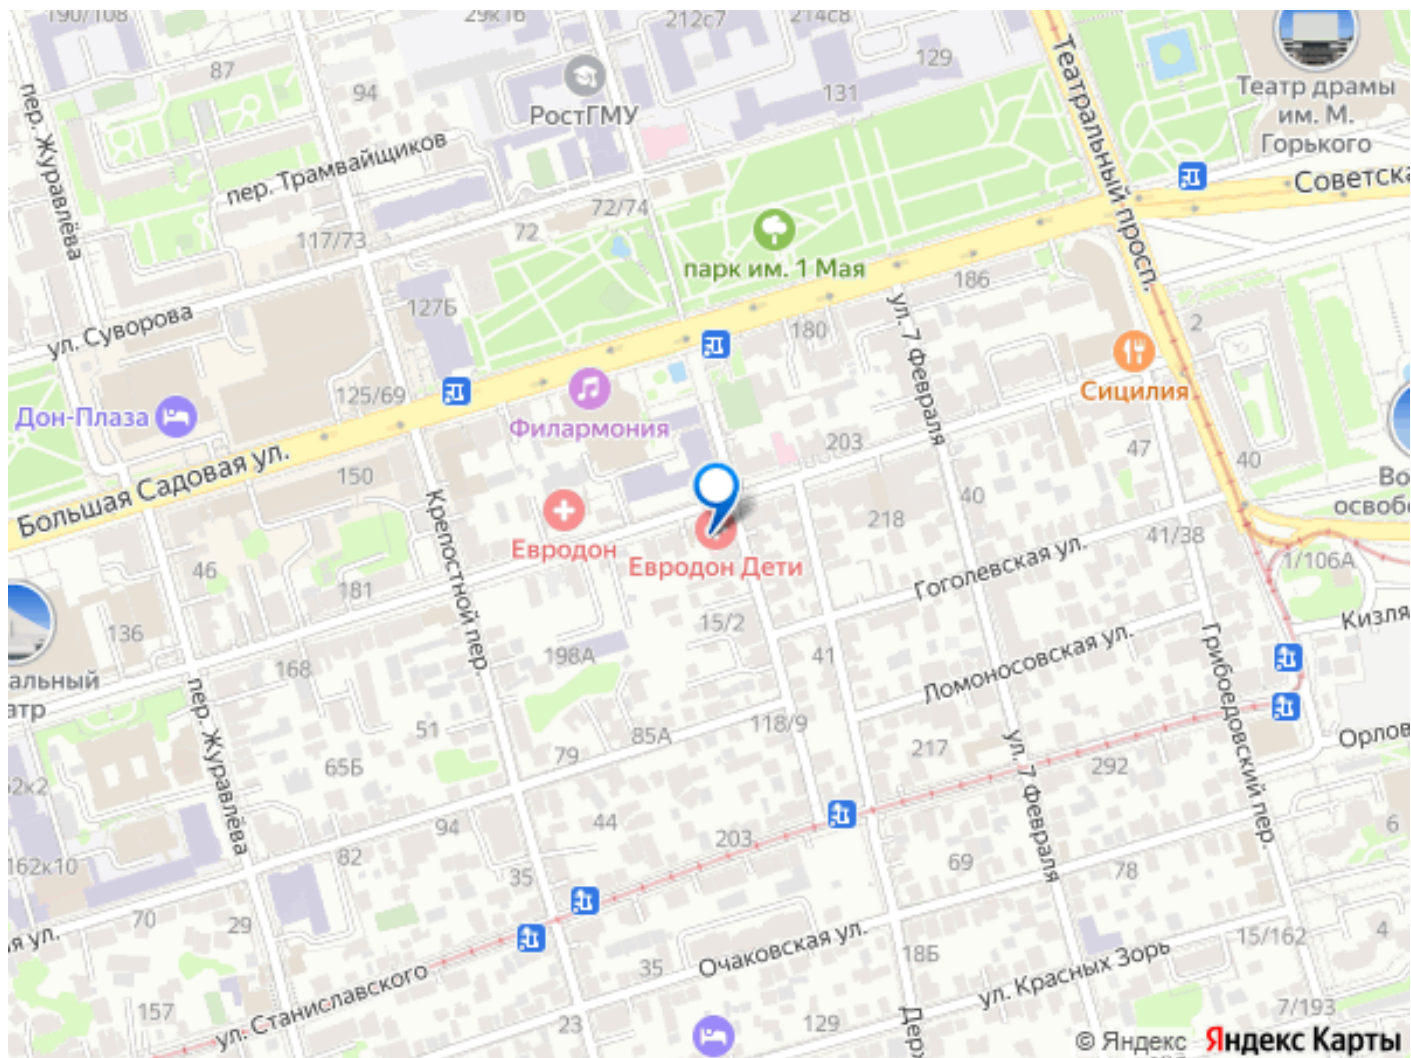 190/108
29к16
212с7
214с8
87
129
94
131
РостГМУ
Театральный просп.
Театр драмы
им. М.
Горького
пер. Журавлёва
пер. Трамвайщиков
Советска
72/74
72
117/73
парк им. 1 Мая
186
127Б
ул. Суворова
180
2
ул. 7 Февраля
125/69
Сицилия
Дон-Плаза
Филармония
203
47
Большая Садовая ул.
150
40
40
Крепостной пер.
218
41/38
Во
освобо
Евродон
Евродон Дети
Гоголевская ул.
1/106А
46
181
15/2
Кизля
136
198А
41
Ломоносовская ул.
Грибоедовский пер.
168
альный
атр
пер. Журавлёва
51
118/9
85А
79
217
ул. 7 Февраля
Орлов
65Б
292
2к2
44
203
94
82
69
78
6
162к10
35
70
29
я ул.
Очаковская ул.
15/162
4
18Б
35
ул. Красных Зорь
ул. Станиславского
157
23
129
Держ
7/193
© Яндекс Яндекс Карты